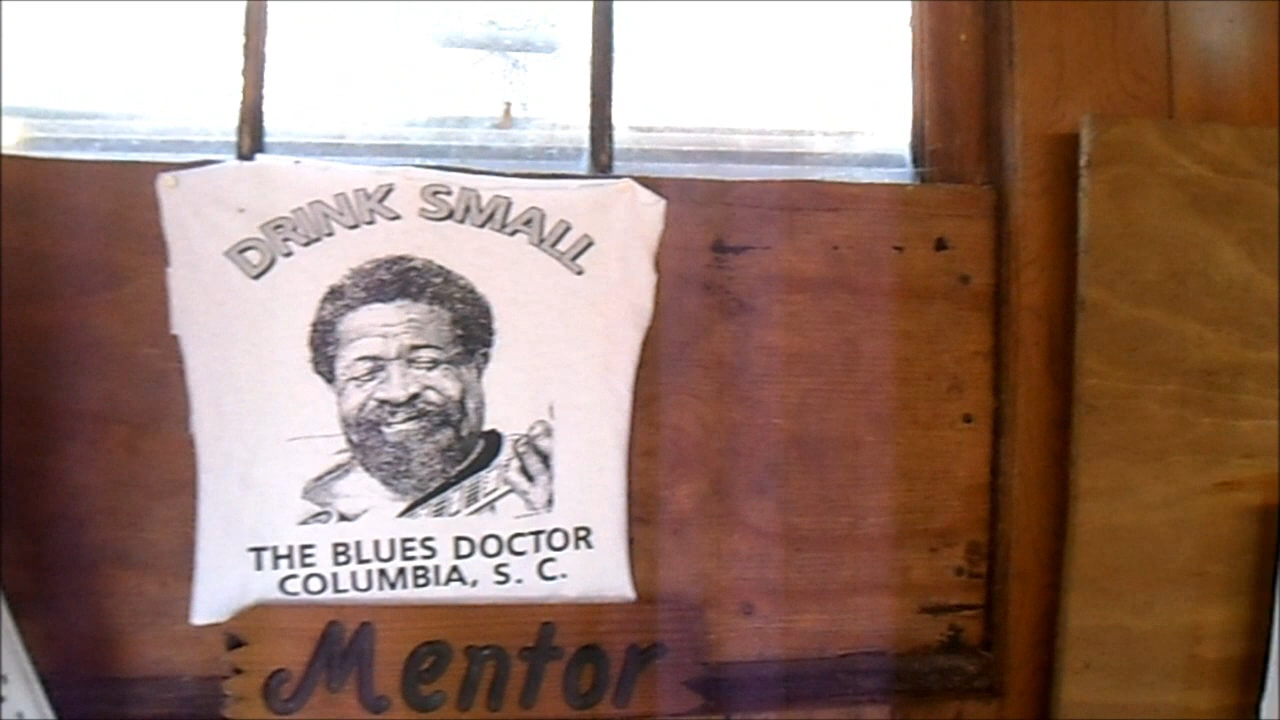 DRINK SMALL
THE BLUES DOCTOR
COLUMBIA, S. C.
Mentor